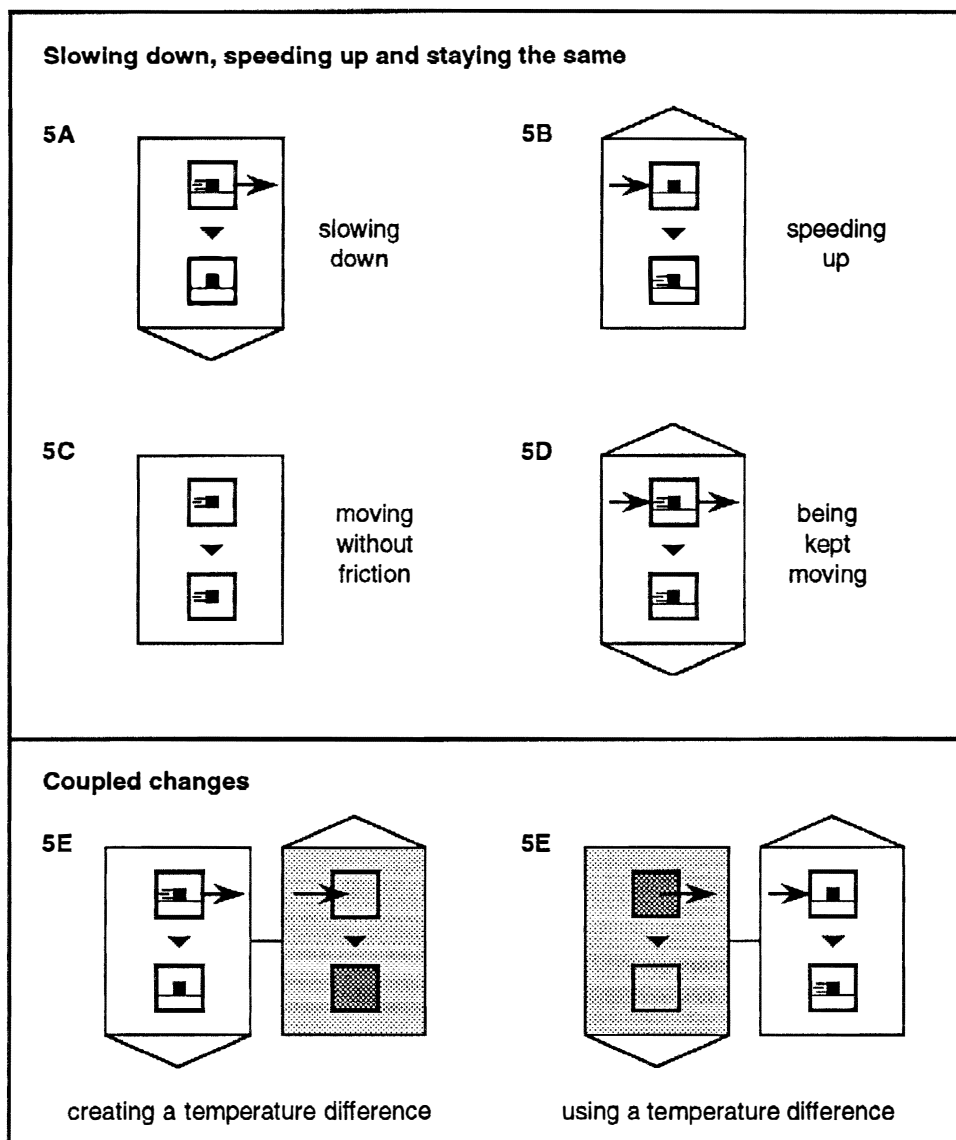 Slowing down, speeding up and staying the same
5A
slowing
down
5B
speeding
up
5C
moving
without
friction
5D
being
kept
moving
Coupled changes
5E
creating a temperature difference
5E
using a temperature difference